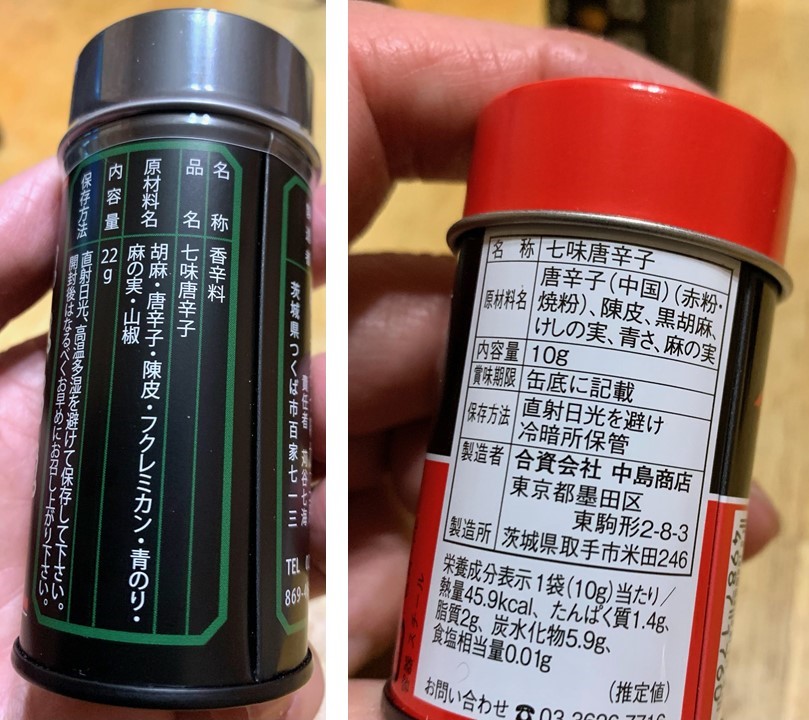 名 称 香辛料
品 名 七味唐辛子
原材料名 胡麻・唐辛子・陳皮・フクレミカン・青のり・
麻の実・山椒
内容量 22g
保存方法 直射日光、高温多湿を避けて保存して下さい。
開封後はなるべくお早めにお召し上がり下さい。
茨城県つくば市百家七一三
責任者
TEL
869-4
名 称 七味唐辛子
原材料名 唐辛子(中国)(赤粉・
焼粉)、陳皮、黒胡麻、
けしの実、青さ、麻の実
内容量 10g
賞味期限 缶底に記載
保存方法 直射日光を避け
冷暗所保管
製造者 合資会社 中島商店
東京都墨田区
東駒形2-8-3
製造所 茨城県取手市米田246
栄養成分表示 1袋(10g)当たり/
熱量45.9kcal、たんぱく質1.4g、
脂質2g、炭水化物5.9g、
食塩相当量0.01g
(推定値)
お問い合わせ ☎03-3626-7716
スチール